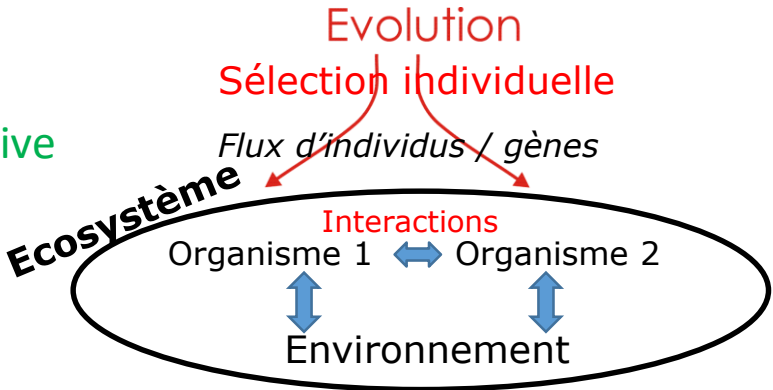 Evolution
Sélection individuelle
ive
Flux d’individus / gènes
Ecosystème
Interactions
Organisme 1 Organisme 2
Environnement